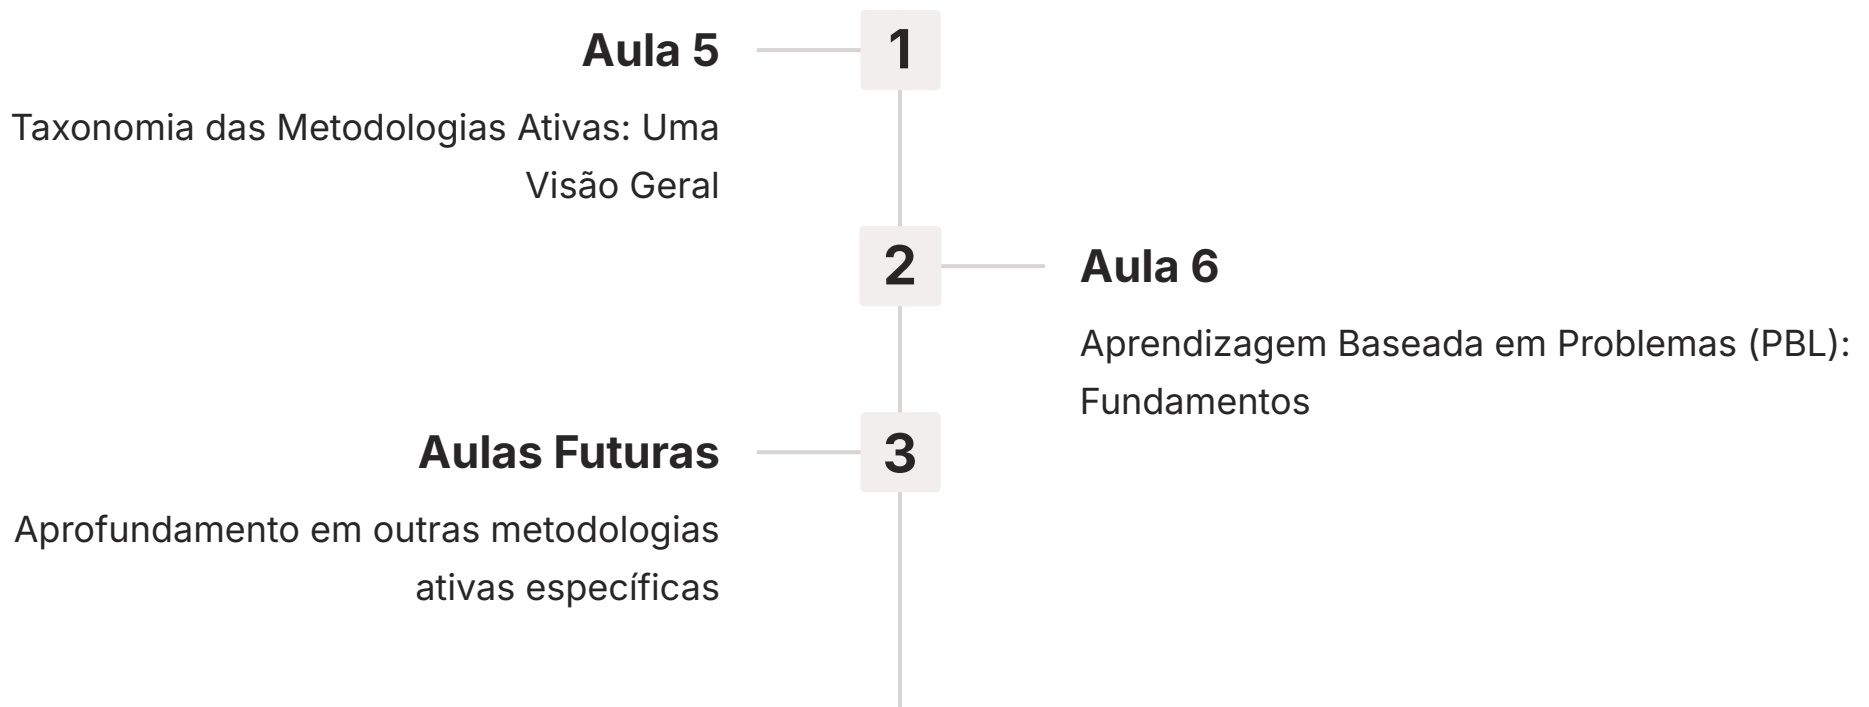 1
Aula 5
Taxonomia das Metodologias Ativas: Uma
Visão Geral
2
Aula 6
Aprendizagem Baseada em Problemas (PBL):
Fundamentos
3
Aulas Futuras
Aprofundamento em outras metodologias
ativas específicas